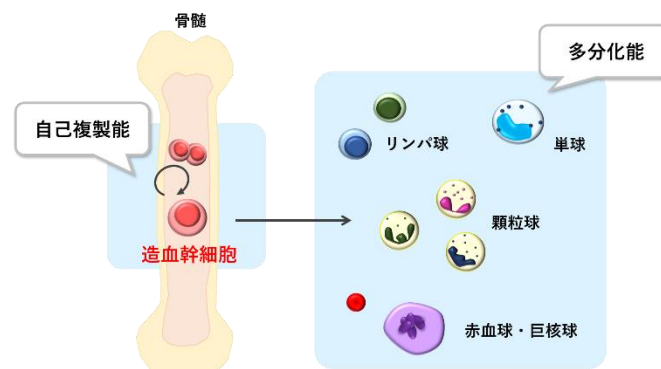 骨髄
多分化能
自己複製能
リンパ球
単球
顆粒球
造血幹細胞
赤血球・巨核球